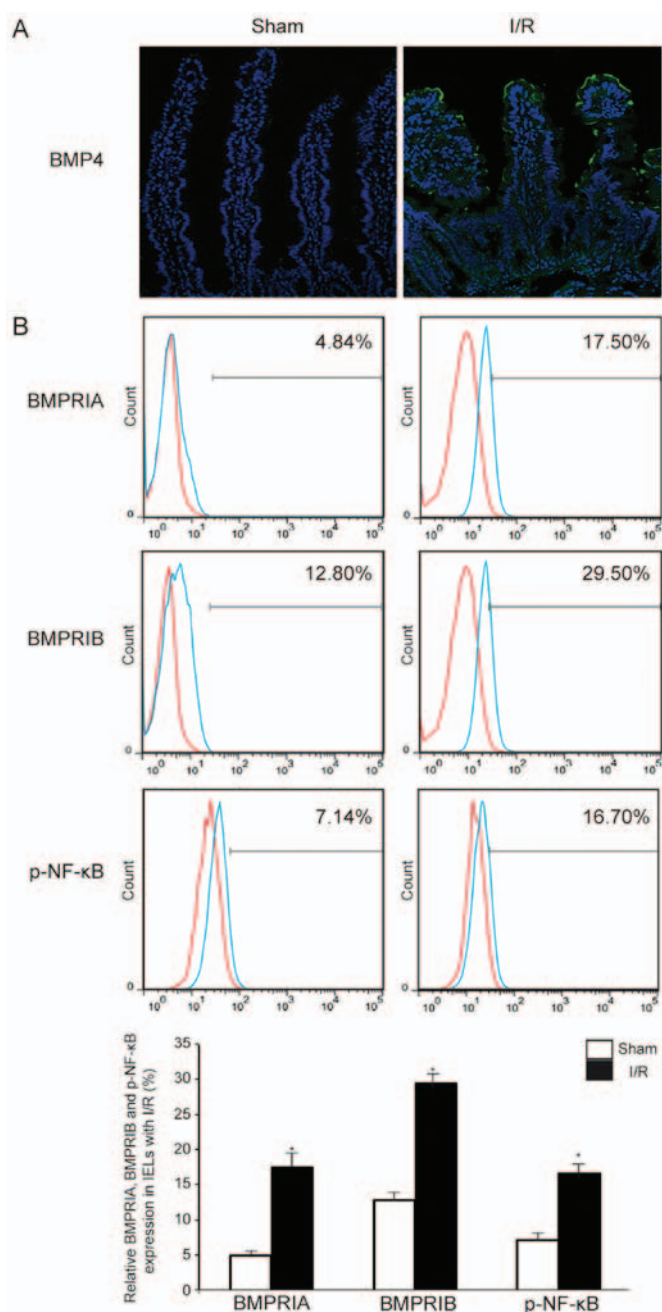 A
Sham
I/R
BMP4
B
BMPRIA
Count
0
4.84%
10⁰ 10¹ 10² 10³ 10⁴ 10⁵
Count
0
17.50%
10⁰ 10¹ 10² 10³ 10⁴ 10⁵
BMPRIB
Count
0
12.80%
10⁰ 10¹ 10² 10³ 10⁴ 10⁵
Count
0
29.50%
10⁰ 10¹ 10² 10³ 10⁴ 10⁵
p-NF-κB
Count
0
7.14%
10⁰ 10¹ 10² 10³ 10⁴ 10⁵
Count
0
16.70%
10⁰ 10¹ 10² 10³ 10⁴ 10⁵
Relative BMPRIA, BMPRIB and p-NF-κB
expression in IELs with I/R (%)
35
30
25
20
15
10
5
0
Sham
I/R
*
*
*
BMPRIA BMPRIB p-NF-κB